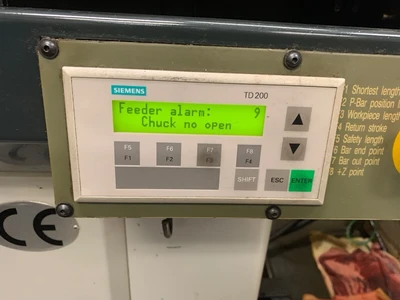 SIEMENS
TD 200
Feeder alarm: 9
Chuck no open
F5 F6 F7 F8
F1 F2 F4
SHIFT ESC ENTER
1 Shortest length
2 P-Bar position
3 Workpiece length
4 Return stroke
5 Safety length
6 Bar end point
7 Bar out point
8 +Z point
CE